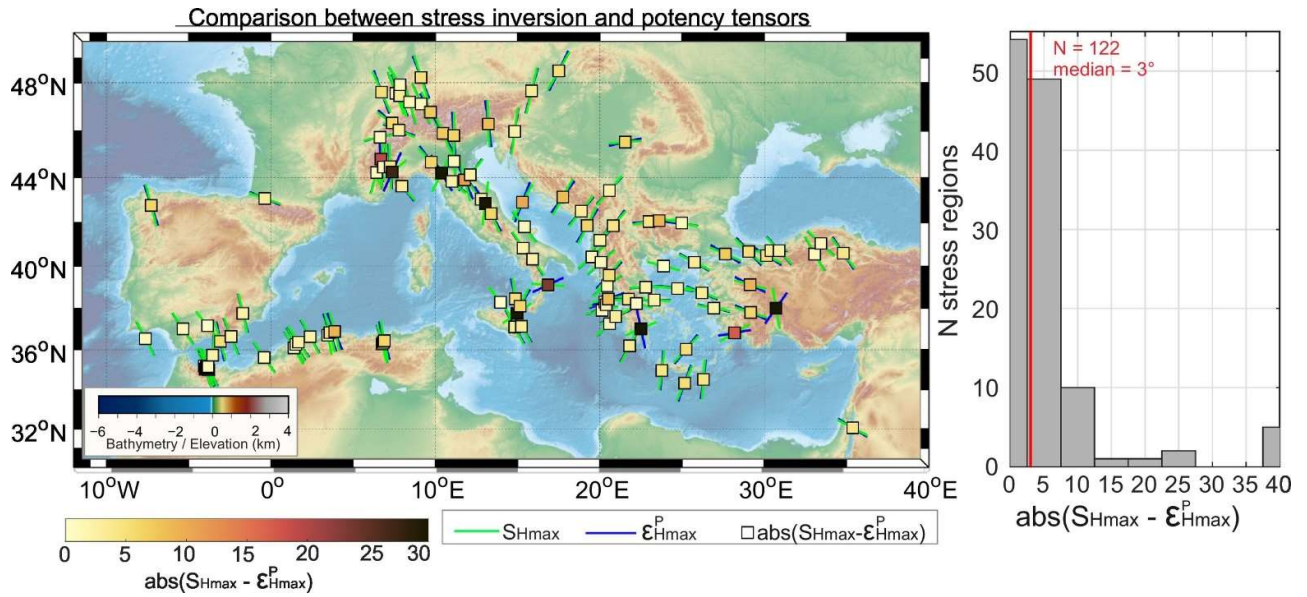 Comparison between stress inversion and potency tensors
48°N
44°N
40°N
36°N
32°N
10°W
0°
10°E
20°E
30°E
40°E
−6
−4
−2
0
2
4
Bathymetry / Elevation (km)
0
5
10
15
20
25
30
abs(SHmax - εᴾHmax)
SHmax
εᴾHmax
abs(SHmax-εᴾHmax)
N = 122
median = 3°
50
40
30
20
10
0
N stress regions
0
5
10
15
20
25
30
35
40
abs(SHmax - εᴾHmax)